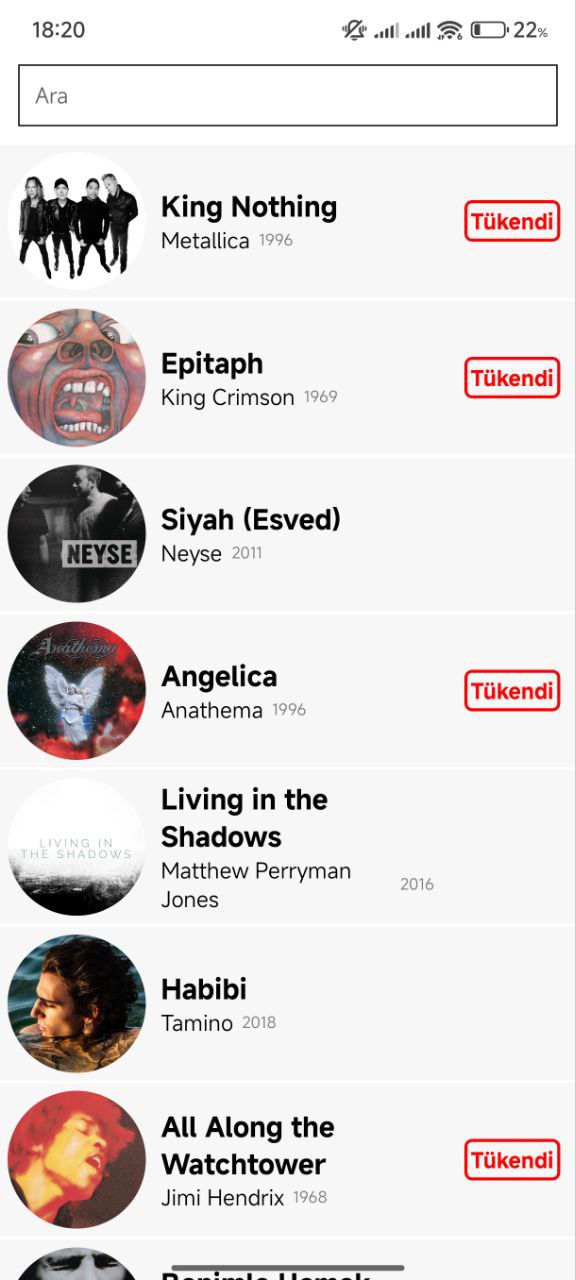 18:20 6 22%
Ara
King Nothing
Metallica 1996
Tükendi
Epitaph
King Crimson 1969
Tükendi
NEYSE
Siyah (Esved)
Neyse 2011
Anathema
Angelica
Anathema 1996
Tükendi
LIVING IN
THE SHADOWS
Living in the
Shadows
Matthew Perryman
Jones
2016
Habibi
Tamino 2018
All Along the
Watchtower
Jimi Hendrix 1968
Tükendi